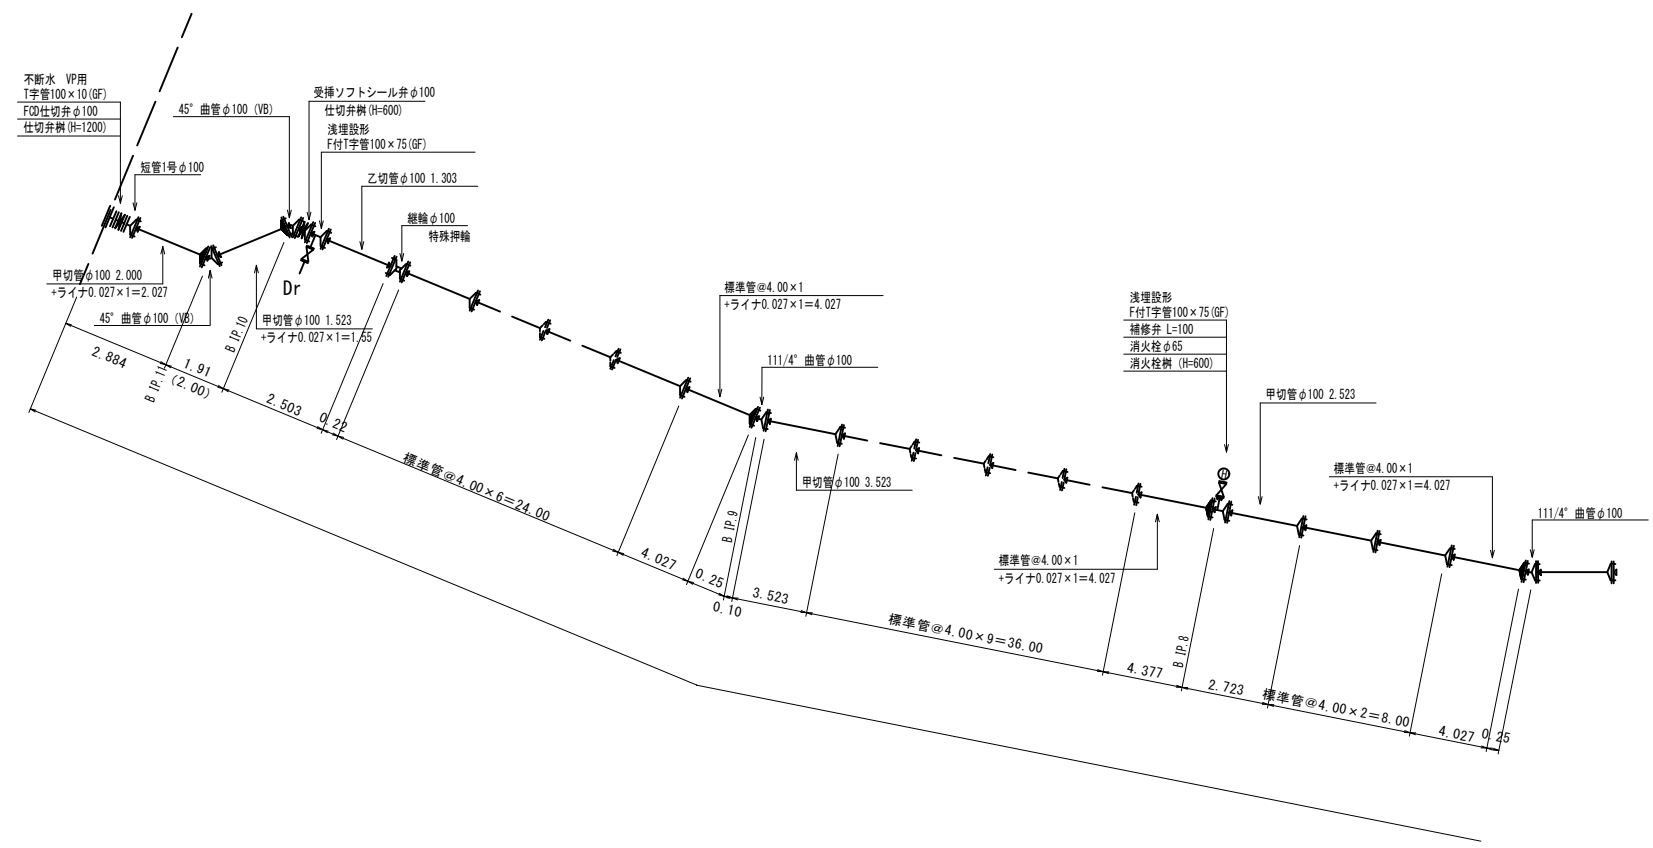 不断水 VP用
T字管100×10(GF)
FCD仕切弁φ100
仕切弁桝(H=1200)
短管1号φ100
45° 曲管φ100 (VB)
受挿ソフトシール弁φ100
仕切弁桝(H=600)
浅埋設形
F付T字管100×75(GF)
乙切管φ100 1.303
継輪φ100
特殊押輪
甲切管φ100 2.000
+ライナ0.027×1=2.027
45° 曲管φ100 (VB)
甲切管φ100 1.523
+ライナ0.027×1=1.55
Dr
標準管@4.00×1
+ライナ0.027×1=4.027
111/4° 曲管φ100
甲切管φ100 3.523
浅埋設形
F付T字管100×75(GF)
補修弁 L=100
消火栓φ65
消火栓桝 (H=600)
H
甲切管φ100 2.523
標準管@4.00×1
+ライナ0.027×1=4.027
標準管@4.00×1
+ライナ0.027×1=4.027
111/4° 曲管φ100
2.884
B IP.11
1.91
(2.00)
B IP.10
2.503
0.22
標準管@4.00×6=24.00
4.027
0.25
B IP.9
0.10
3.523
標準管@4.00×9=36.00
4.377
B IP.8
2.723
標準管@4.00×2=8.00
4.027
0.25